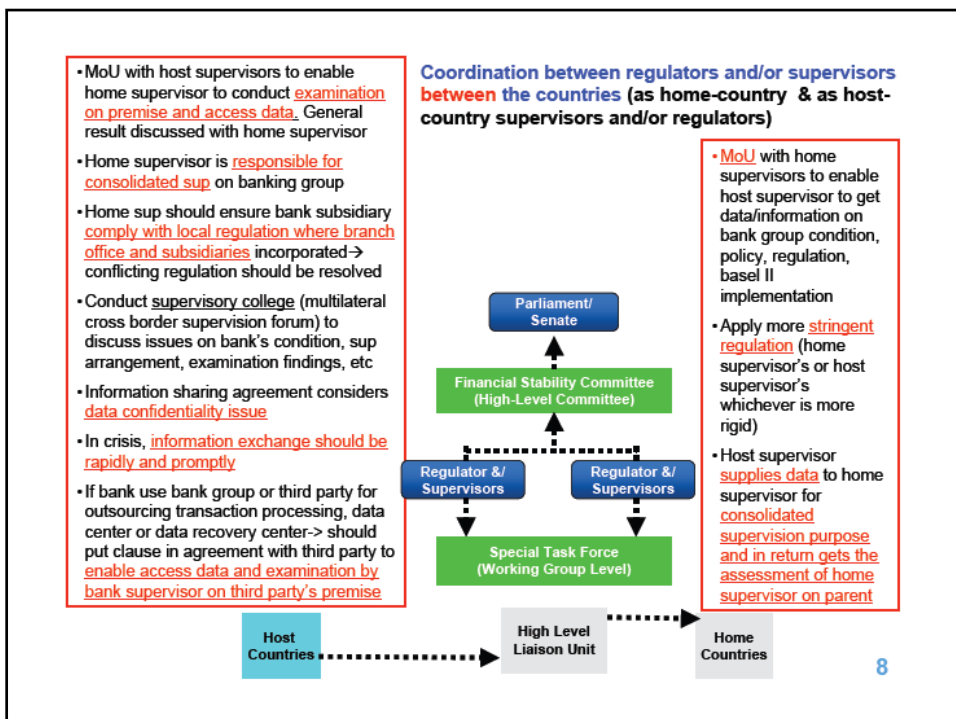 •MoU with host supervisors to enable
home supervisor to conduct examination
on premise and access data. General
result discussed with home supervisor
•Home supervisor is responsible for
consolidated sup on banking group
•Home sup should ensure bank subsidiary
comply with local regulation where branch
office and subsidiaries incorporated→
conflicting regulation should be resolved
•Conduct supervisory college (multilateral
cross border supervision forum) to
discuss issues on bank's condition, sup
arrangement, examination findings, etc
•Information sharing agreement considers
data confidentiality issue
•In crisis, information exchange should be
rapidly and promptly
•If bank use bank group or third party for
outsourcing transaction processing, data
center or data recovery center-> should
put clause in agreement with third party to
enable access data and examination by
bank supervisor on third party's premise
Coordination between regulators and/or supervisors
between the countries (as home-country & as host-
country supervisors and/or regulators)
Parliament/
Senate
Financial Stability Committee
(High-Level Committee)
Regulator &/
Supervisors
Regulator &/
Supervisors
Special Task Force
(Working Group Level)
•MoU with home
supervisors to enable
host supervisor to get
data/information on
bank group condition,
policy, regulation,
basel II
implementation
•Apply more stringent
regulation (home
supervisor's or host
supervisor's
whichever is more
rigid)
•Host supervisor
supplies data to home
supervisor for
consolidated
supervision purpose
and in return gets the
assessment of home
supervisor on parent
Host
Countries
High Level
Liaison Unit
Home
Countries
8